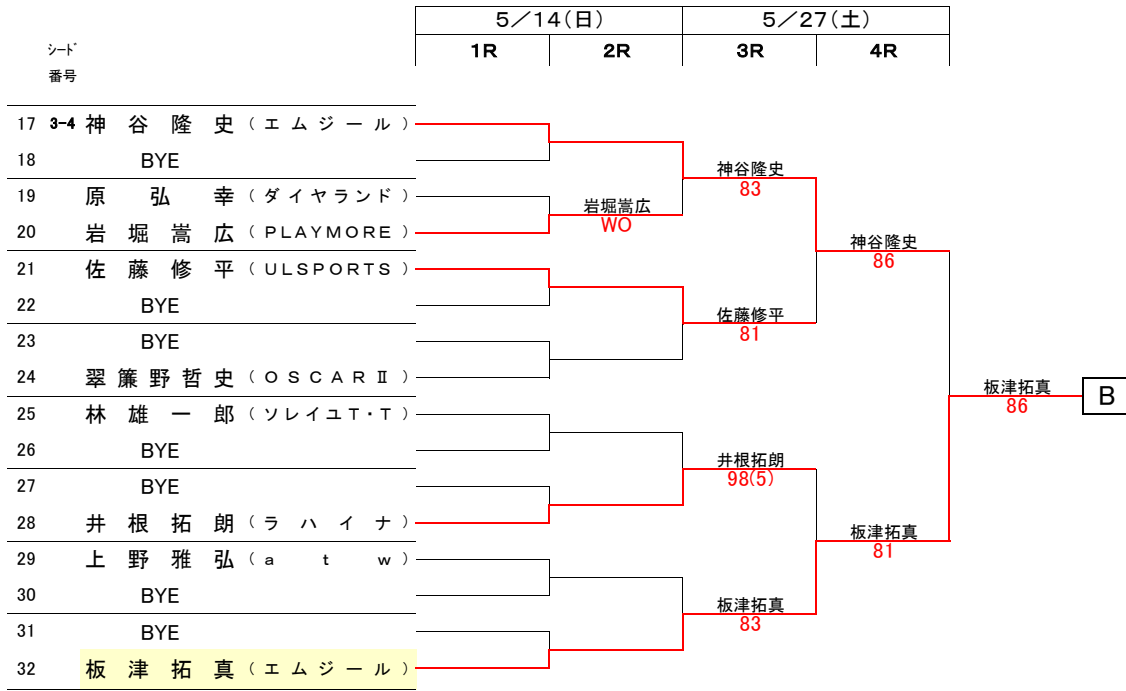 5／14(日) 5／27(土)
シード 1R 2R 3R 4R
番号
17 3-4 神谷隆史 (エムジール)
18 BYE
神谷隆史
83
19 原弘幸 (ダイヤランド)
岩堀嵩広
WO
20 岩堀嵩広 (PLAYMORE)
神谷隆史
86
21 佐藤修平 (ULSPORTS)
22 BYE
佐藤修平
81
23 BYE
24 翠簾野哲史 (OSCARⅡ)
板津拓真
86
B
25 林雄一郎 (ソレイユT・T)
26 BYE
井根拓朗
98(5)
27 BYE
28 井根拓朗 (ラハイナ)
板津拓真
81
29 上野雅弘 (atw)
30 BYE
板津拓真
83
31 BYE
32 板津拓真 (エムジール)